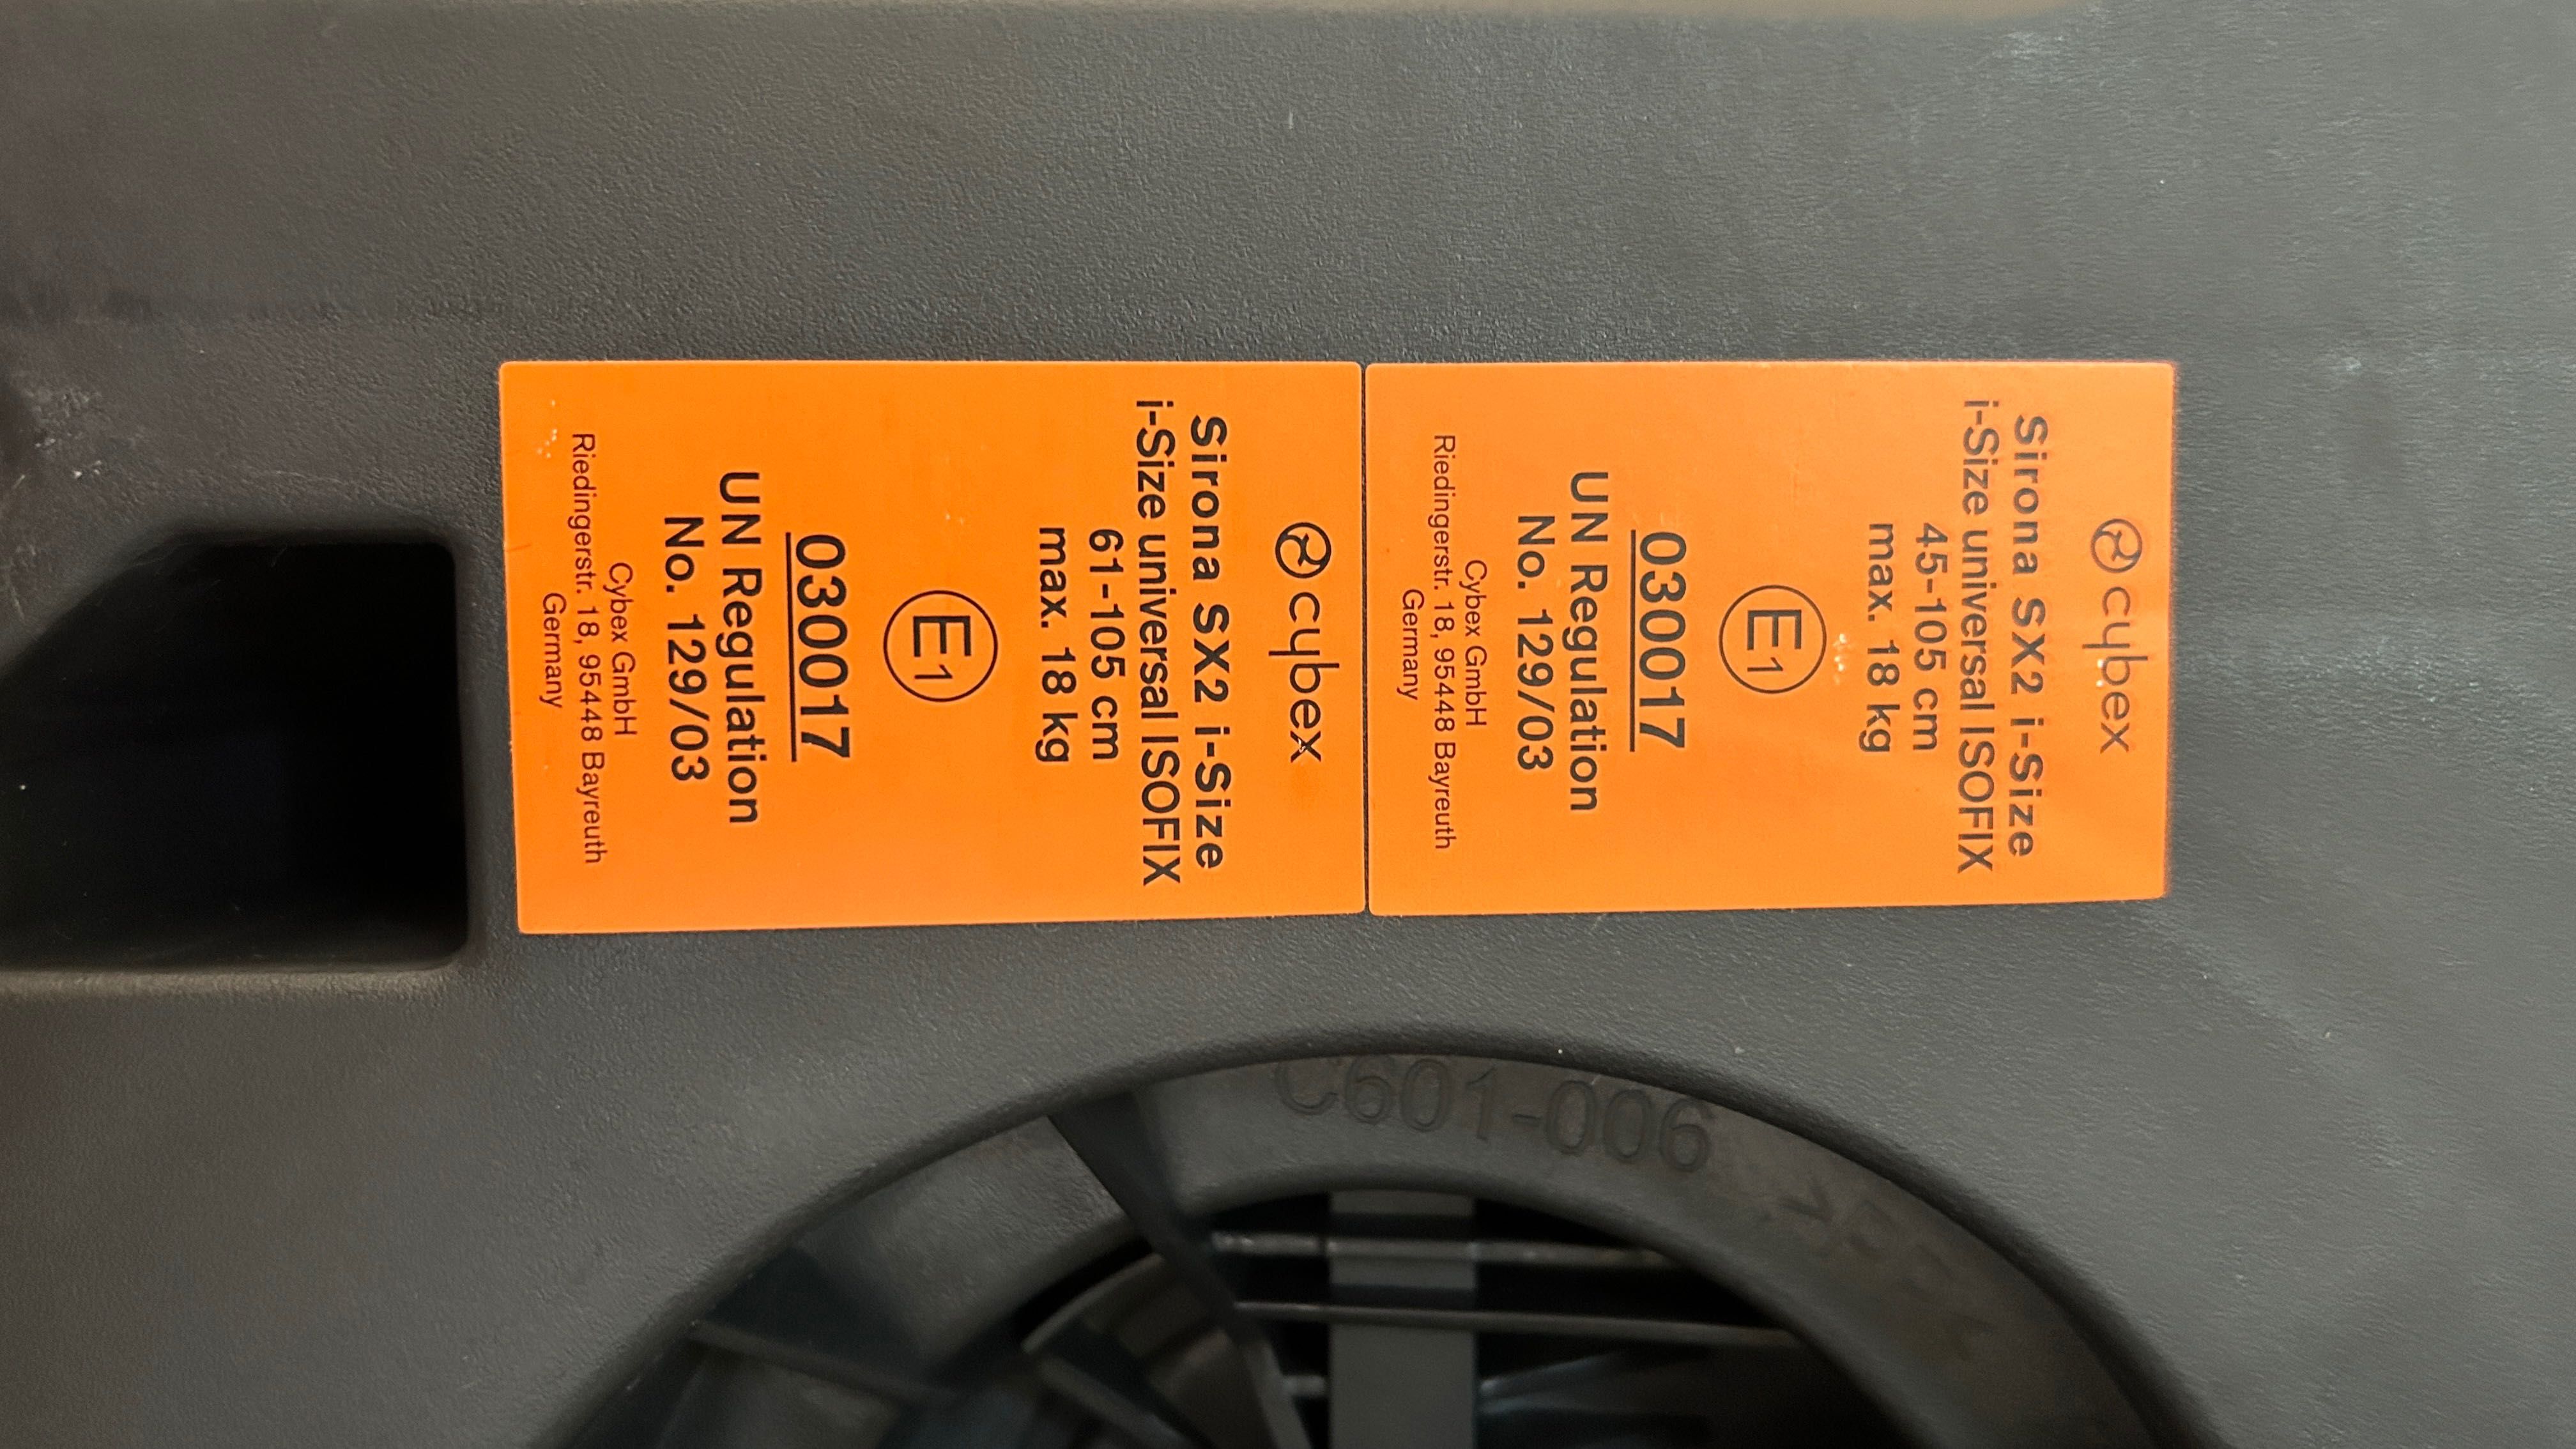 cybex
Sirona SX2 i-Size
i-Size universal ISOFIX
45-105 cm
max. 18 kg
E1
030017
UN Regulation
No. 129/03
Cybex GmbH
Riedingerstr. 18, 95448 Bayreuth
Germany
cybex
Sirona SX2 i-Size
i-Size universal ISOFIX
61-105 cm
max. 18 kg
E1
030017
UN Regulation
No. 129/03
Cybex GmbH
Riedingerstr. 18, 95448 Bayreuth
Germany
C601-006